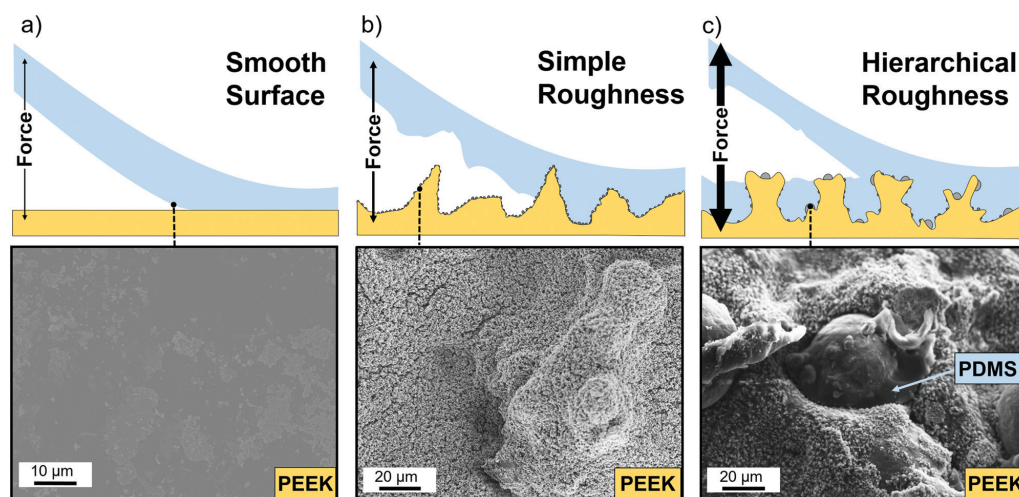 a)
Smooth
Surface
Force
10 µm
PEEK
b)
Simple
Roughness
Force
20 µm
PEEK
c)
Hierarchical
Roughness
Force
PDMS
20 µm
PEEK